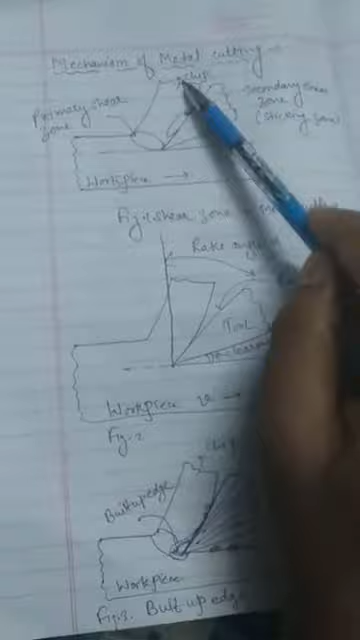 Mechanism of Metal cutting
chip
Primary shear
zone
Secondary shear
zone
(sticking zone)
Workpiece →
Fig. 1 shear zone
Rake angle
Tool
Workpiece v →
Fig. 2
chip
Built up edge
Workpiece
Fig. 3. Built up edge